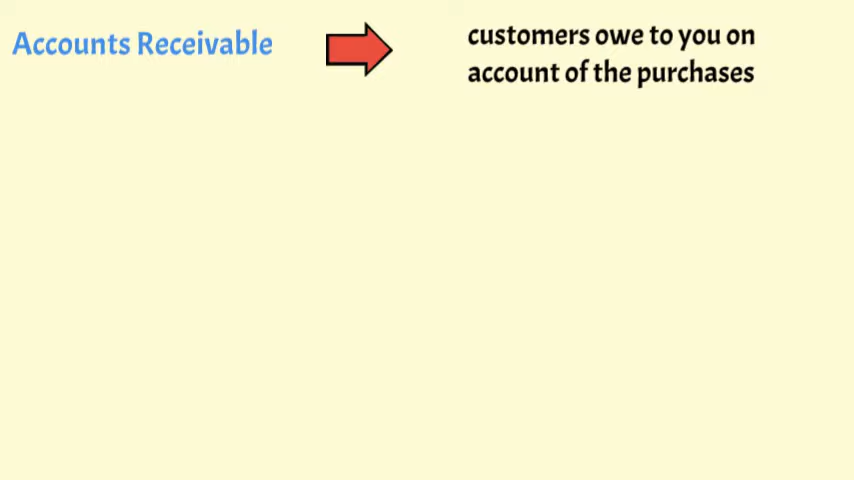 Accounts Receivable
customers owe to you on
account of the purchases